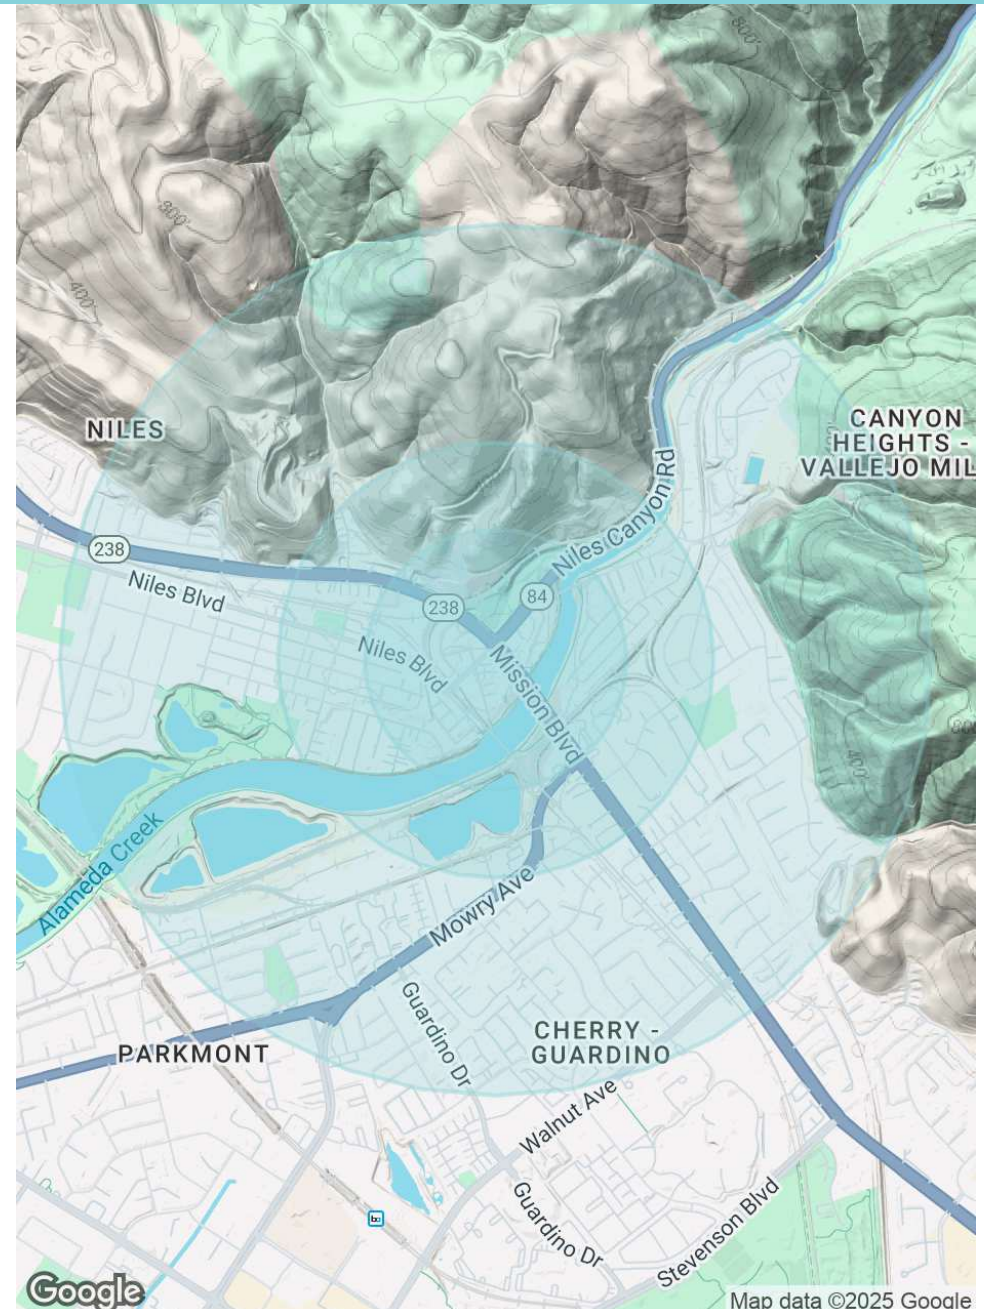 800'
800'
400'
NILES
CANYON
HEIGHTS -
VALLEJO MIL
Niles Canyon Rd
238
Niles Blvd
238
84
Niles Blvd
Mission Blvd
400'
Alameda Creek
Mowry Ave
Guardino Dr
CHERRY -
GUARDINO
PARKMONT
Walnut Ave
Guardino Dr
Stevenson Blvd
Google
Map data ©2025 Google